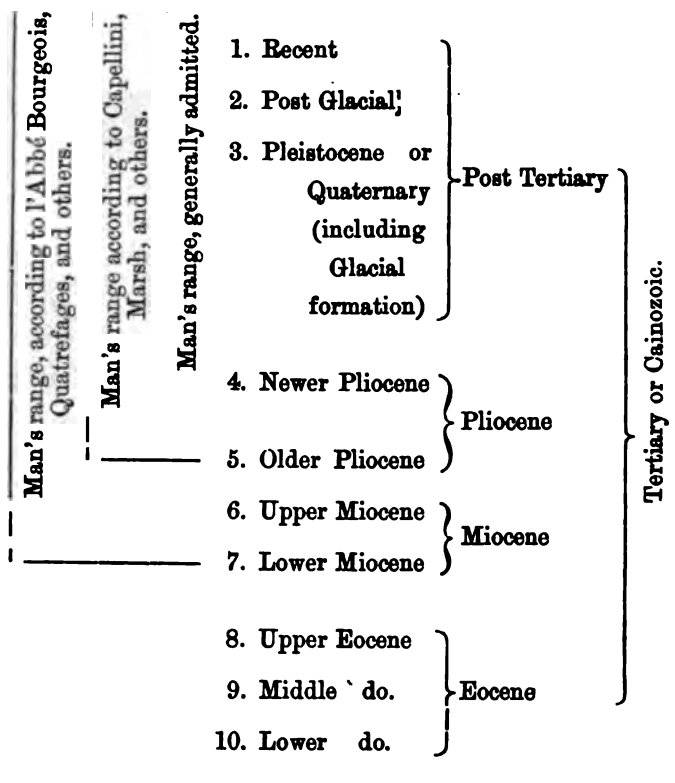 Man's range, according to l'Abbé Bourgeois,
Quatrefages, and others.
Man's range according to Capellini,
Marsh, and others.
Man's range, generally admitted.
1. Recent
2. Post Glacial
3. Pleistocene or
Quaternary
(including
Glacial
formation)
Post Tertiary
4. Newer Pliocene
5. Older Pliocene
Pliocene
6. Upper Miocene
7. Lower Miocene
Miocene
8. Upper Eocene
9. Middle do.
10. Lower do.
Eocene
Tertiary or Cainozoic.